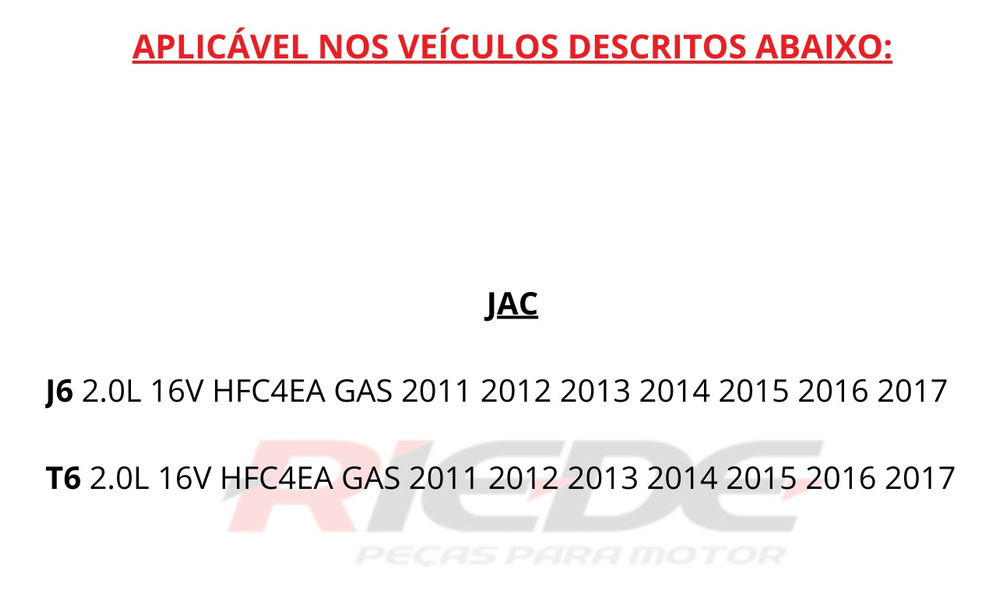 APLICÁVEL NOS VEÍCULOS DESCRITOS ABAIXO:
JAC
J6 2.0L 16V HFC4EA GAS 2011 2012 2013 2014 2015 2016 2017
T6 2.0L 16V HFC4EA GAS 2011 2012 2013 2014 2015 2016 2017
RIEDE
PEÇAS PARA MOTOR